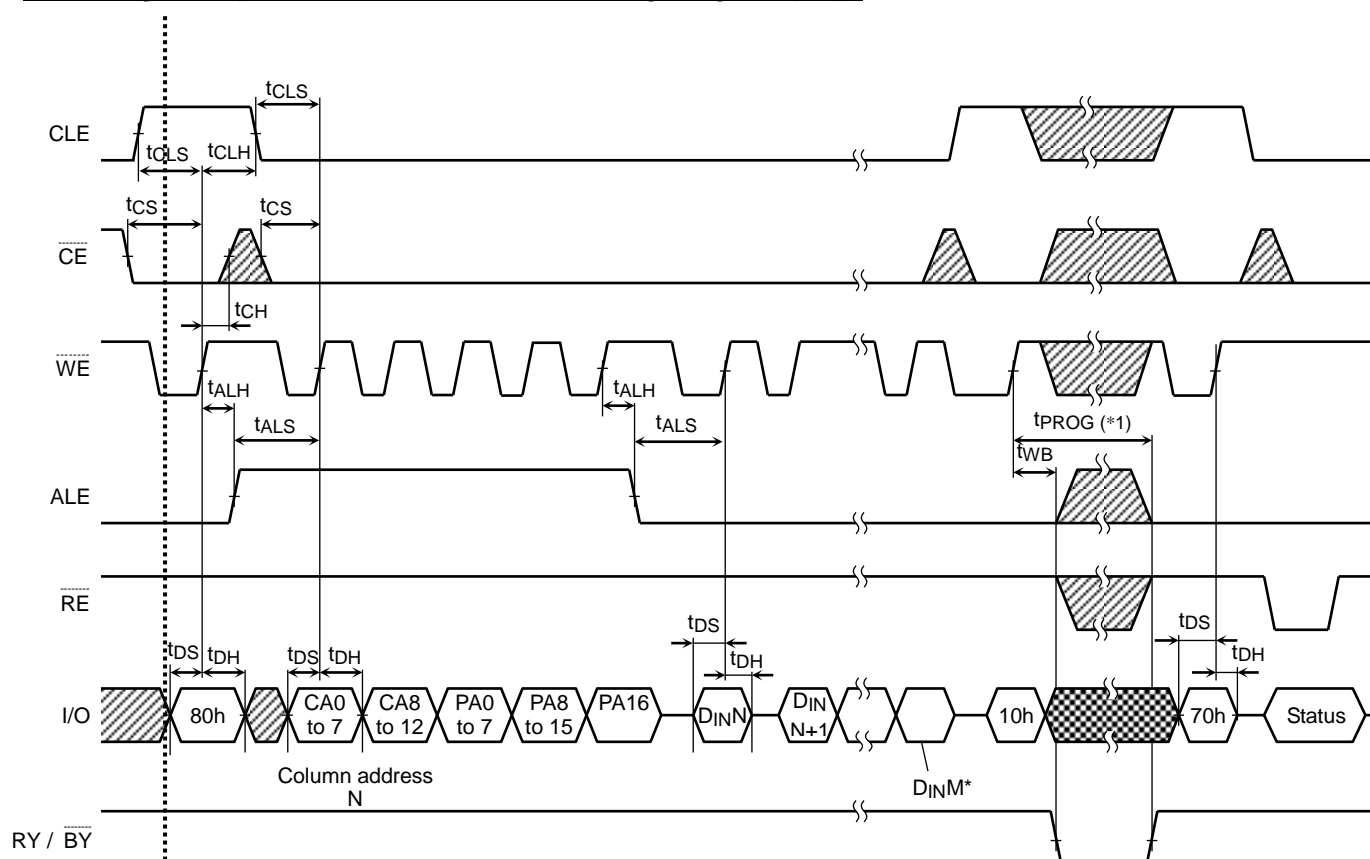 tCLS
CLE
tCLS tCLH
tCS tCS
CE
tCH
WE
tALH tALH
tALS tALS tPROG (*1)
tWB
ALE
RE
tDS tDH tDS tDH tDS tDH tDS tDH
I/O 80h CA0 to 7 CA8 to 12 PA0 to 7 PA8 to 15 PA16 DINN DIN N+1 10h 70h Status
Column address
N
DINM*
RY / BY